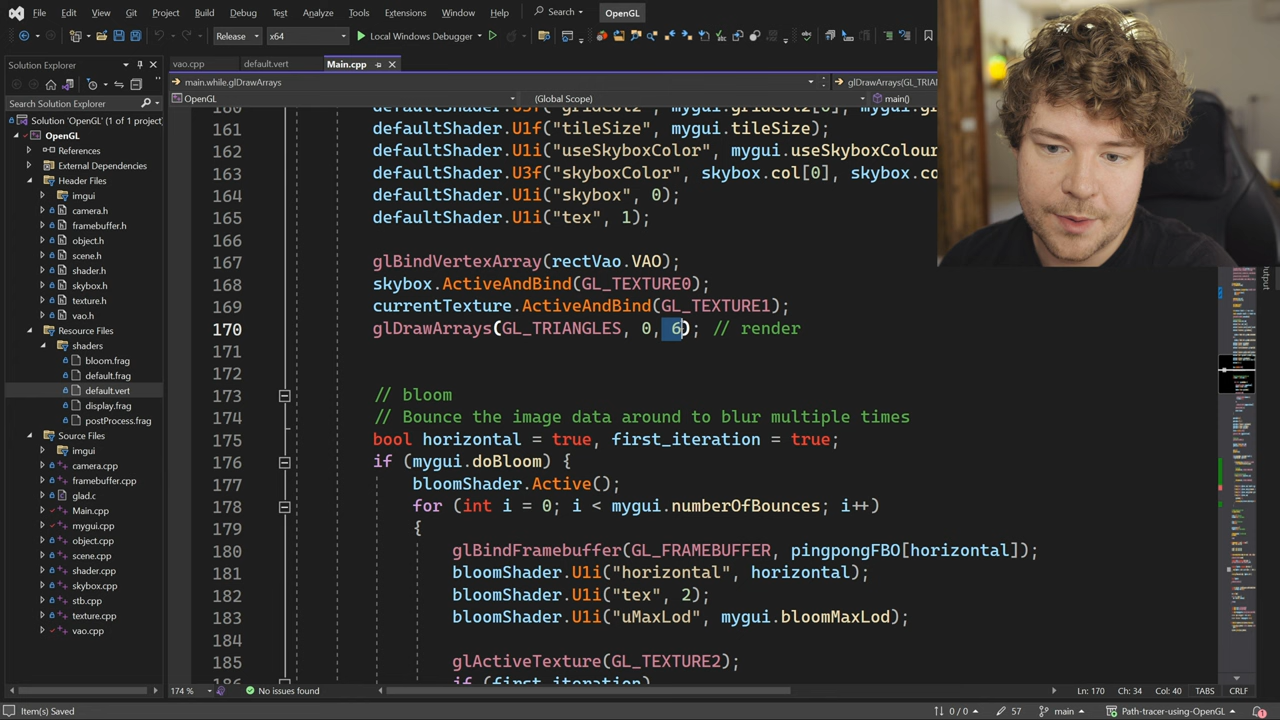 File Edit View Git Project Build Debug Test Analyze Tools Extensions Window Help Search OpenGL
Release x64 Local Windows Debugger
Solution Explorer
vao.cpp default.vert Main.cpp
main.while.glDrawArrays
OpenGL (Global Scope) main()
Search Solution Explorer
Solution 'OpenGL' (1 of 1 project)
OpenGL
References
External Dependencies
Header Files
imgui
camera.h
framebuffer.h
object.h
scene.h
shader.h
skybox.h
texture.h
vao.h
Resource Files
shaders
bloom.frag
default.frag
default.vert
display.frag
postProcess.frag
Source Files
imgui
camera.cpp
framebuffer.cpp
glad.c
Main.cpp
mygui.cpp
object.cpp
scene.cpp
shader.cpp
skybox.cpp
stb.cpp
texture.cpp
vao.cpp
161 defaultShader.U1f("tileSize", mygui.tileSize);
162 defaultShader.U1i("useSkyboxColor", mygui.useSkyboxColour
163 defaultShader.U3f("skyboxColor", skybox.col[0], skybox.co
164 defaultShader.U1i("skybox", 0);
165 defaultShader.U1i("tex", 1);
166
167 glBindVertexArray(rectVao.VAO);
168 skybox.ActiveAndBind(GL_TEXTURE0);
169 currentTexture.ActiveAndBind(GL_TEXTURE1);
170 glDrawArrays(GL_TRIANGLES, 0, 6); // render
171
172
173 // bloom
174 // Bounce the image data around to blur multiple times
175 bool horizontal = true, first_iteration = true;
176 if (mygui.doBloom) {
177 bloomShader.Active();
178 for (int i = 0; i < mygui.numberOfBounces; i++)
179 {
180 glBindFramebuffer(GL_FRAMEBUFFER, pingpongFBO[horizontal]);
181 bloomShader.U1i("horizontal", horizontal);
182 bloomShader.U1i("tex", 2);
183 bloomShader.U1i("uMaxLod", mygui.bloomMaxLod);
184
185 glActiveTexture(GL_TEXTURE2);
174 % No issues found Ln: 170 Ch: 34 Col: 40 TABS CRLF
Item(s) Saved 0 / 0 57 main Path-tracer-using-OpenGL 1